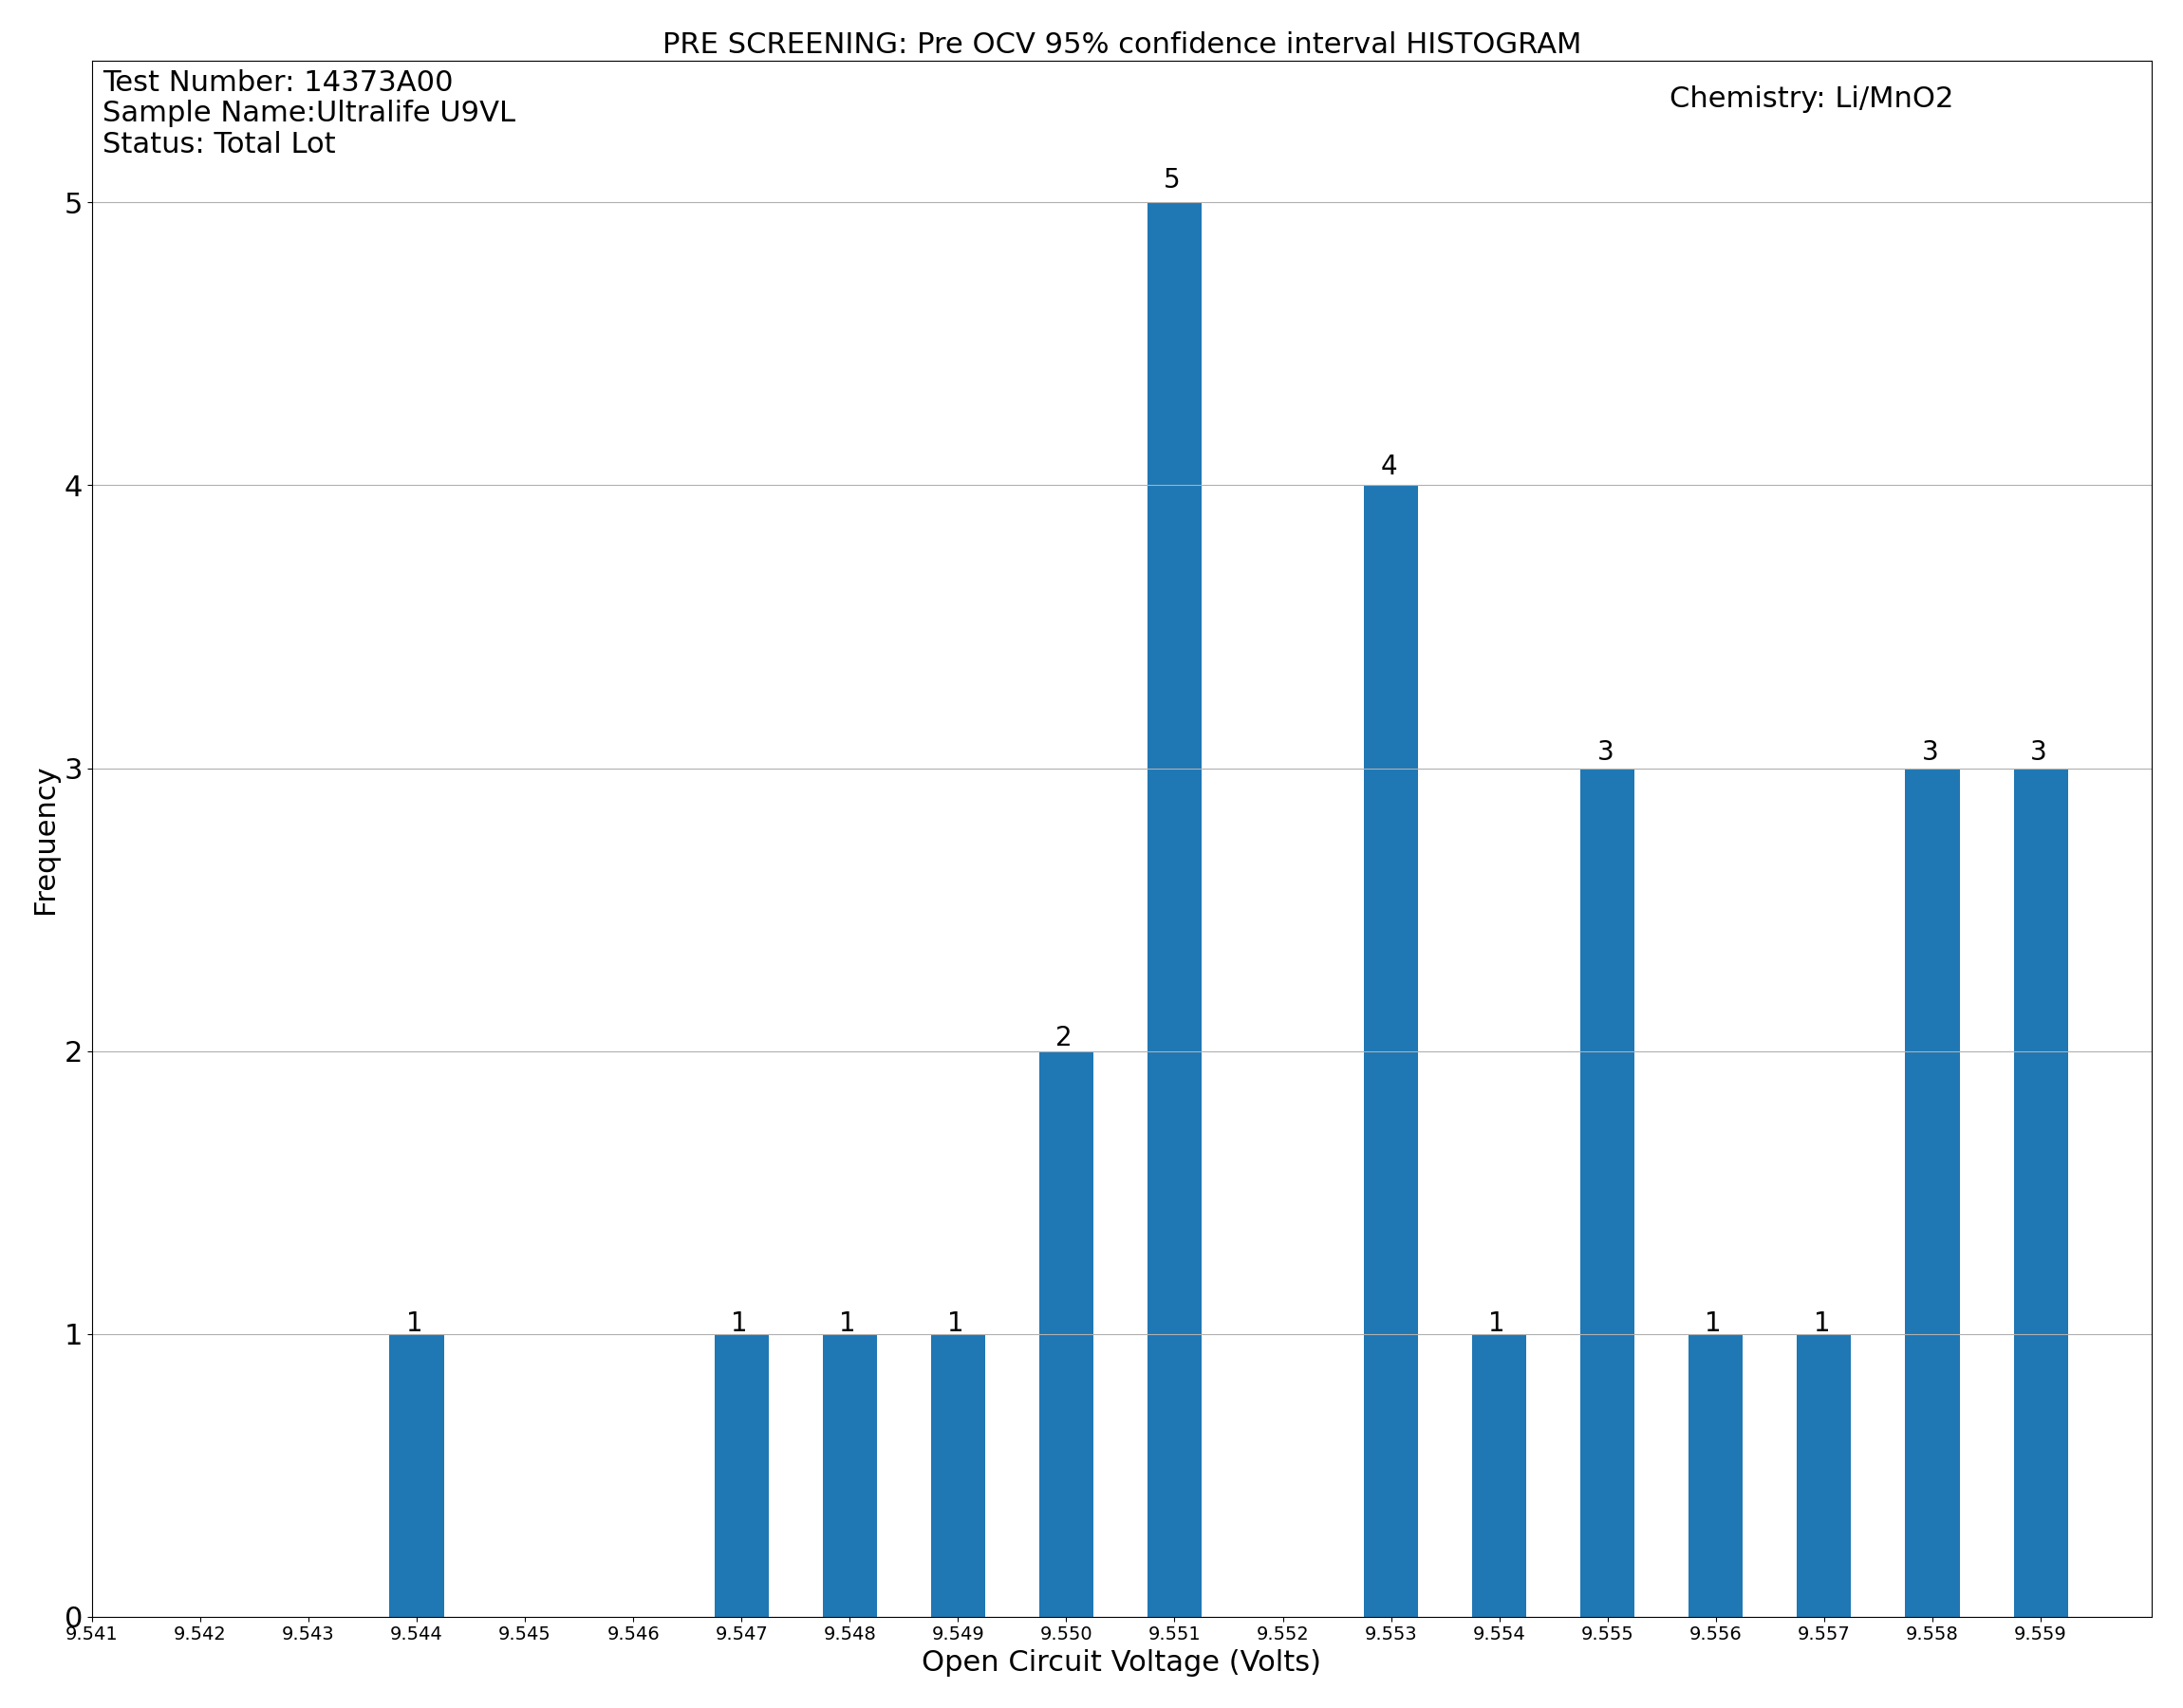 PRE SCREENING: Pre OCV 95% confidence interval HISTOGRAM
Test Number: 14373A00
Sample Name:Ultralife U9VL
Status: Total Lot
Chemistry: Li/MnO2
5
4
3
2
1
0
Frequency
1
1
1
1
2
5
4
1
3
1
1
3
3
9.541 9.542 9.543 9.544 9.545 9.546 9.547 9.548 9.549 9.550 9.551 9.552 9.553 9.554 9.555 9.556 9.557 9.558 9.559
Open Circuit Voltage (Volts)